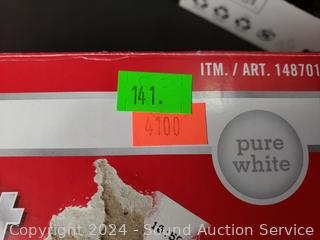 ITM. / ART. 148701
141.
4100
pure
white
Copyright © 2024 - Sound Auction Service